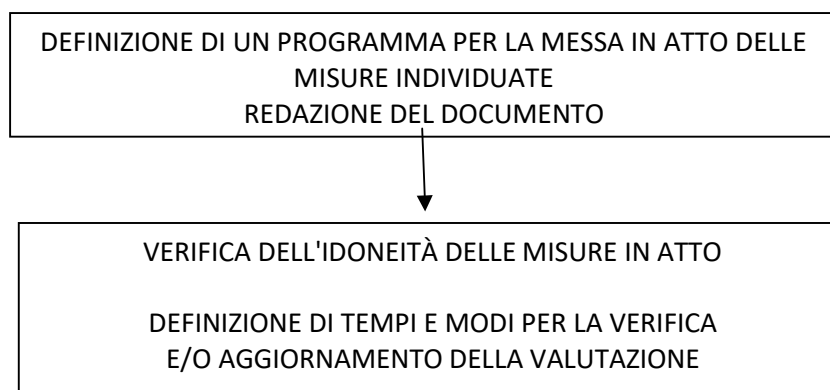 DEFINIZIONE DI UN PROGRAMMA PER LA MESSA IN ATTO DELLE
MISURE INDIVIDUATE
REDAZIONE DEL DOCUMENTO
VERIFICA DELL'IDONEITÀ DELLE MISURE IN ATTO
DEFINIZIONE DI TEMPI E MODI PER LA VERIFICA
E/O AGGIORNAMENTO DELLA VALUTAZIONE